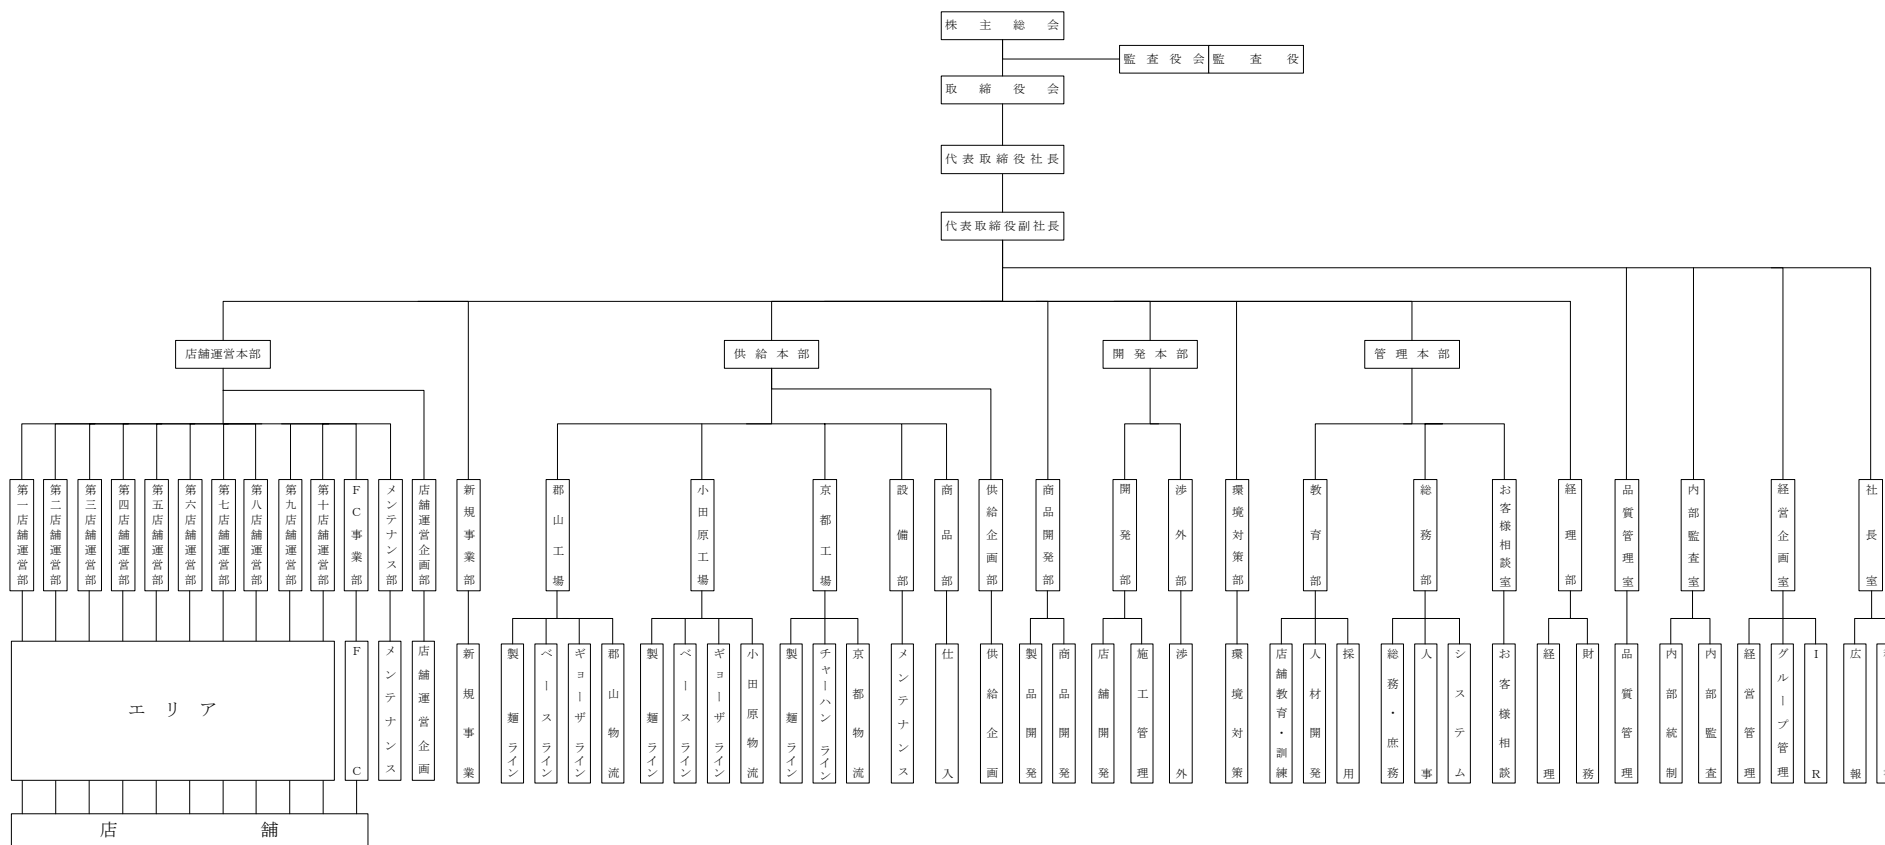 株主総会
監査役会 監査役
取締役会
代表取締役社長
代表取締役副社長
店舗運営本部
供給本部
開発本部
管理本部
第一店舗運営部
第二店舗運営部
第三店舗運営部
第四店舗運営部
第五店舗運営部
第六店舗運営部
第七店舗運営部
第八店舗運営部
第九店舗運営部
第十店舗運営部
FC事業部
メンテナンス部
店舗運営企画部
新規事業部
郡山工場
小田原工場
京都工場
設備部
商品部
供給企画部
商品開発部
開発部
渉外部
環境対策部
教育部
総務部
お客様相談室
経理部
品質管理室
内部監査室
経営企画室
社長室
エリア
FC
メンテナンス
店舗運営企画
新規事業
製麺ライン
ベースライン
ギョーザライン
郡山物流
製麺ライン
ベースライン
ギョーザライン
小田原物流
製麺ライン
チャーハンライン
京都物流
メンテナンス
仕入
供給企画
製品開発
商品開発
店舗開発
施工管理
渉外
環境対策
店舗教育・訓練
人材開発
採用
総務・庶務
人事
システム
お客様相談
経理
財務
品質管理
内部統制
内部監査
経営管理
グループ管理
IR
広報
店舗